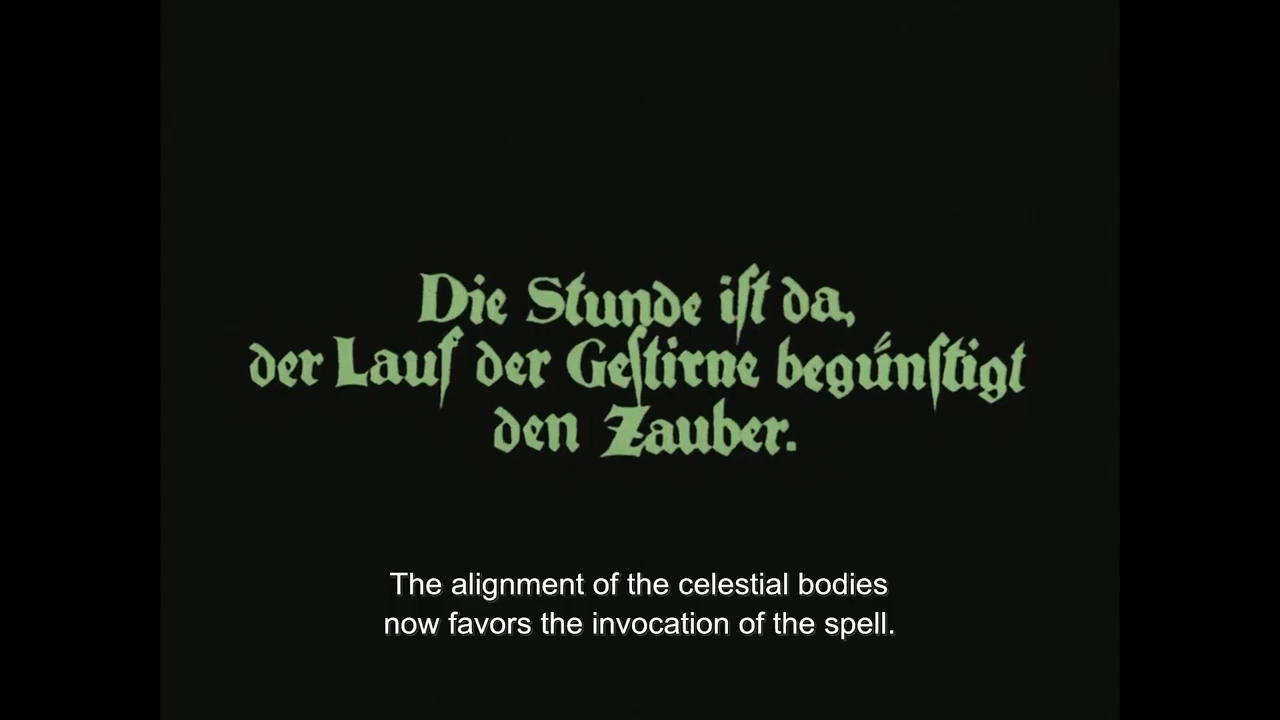 Die Stunde iſt da,
der Lauf der Geſtirne begünſtigt
den Zauber.
The alignment of the celestial bodies
now favors the invocation of the spell.